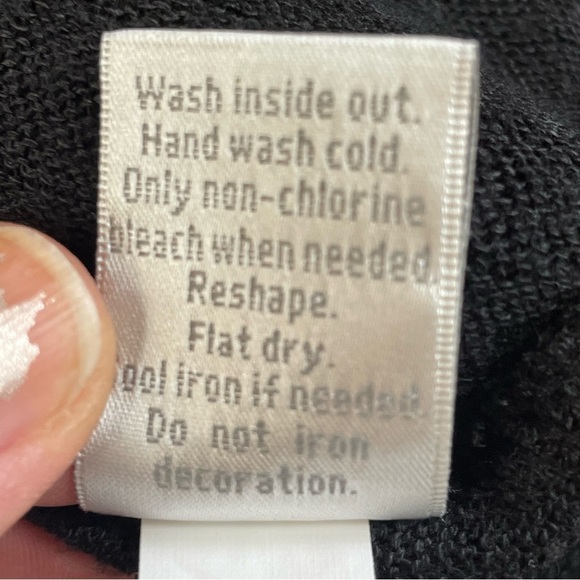 Wash inside out.
Hand wash cold.
Only non-chlorine
bleach when needed.
Reshape.
Flat dry.
ool iron if needed.
Do not iron
decoration.